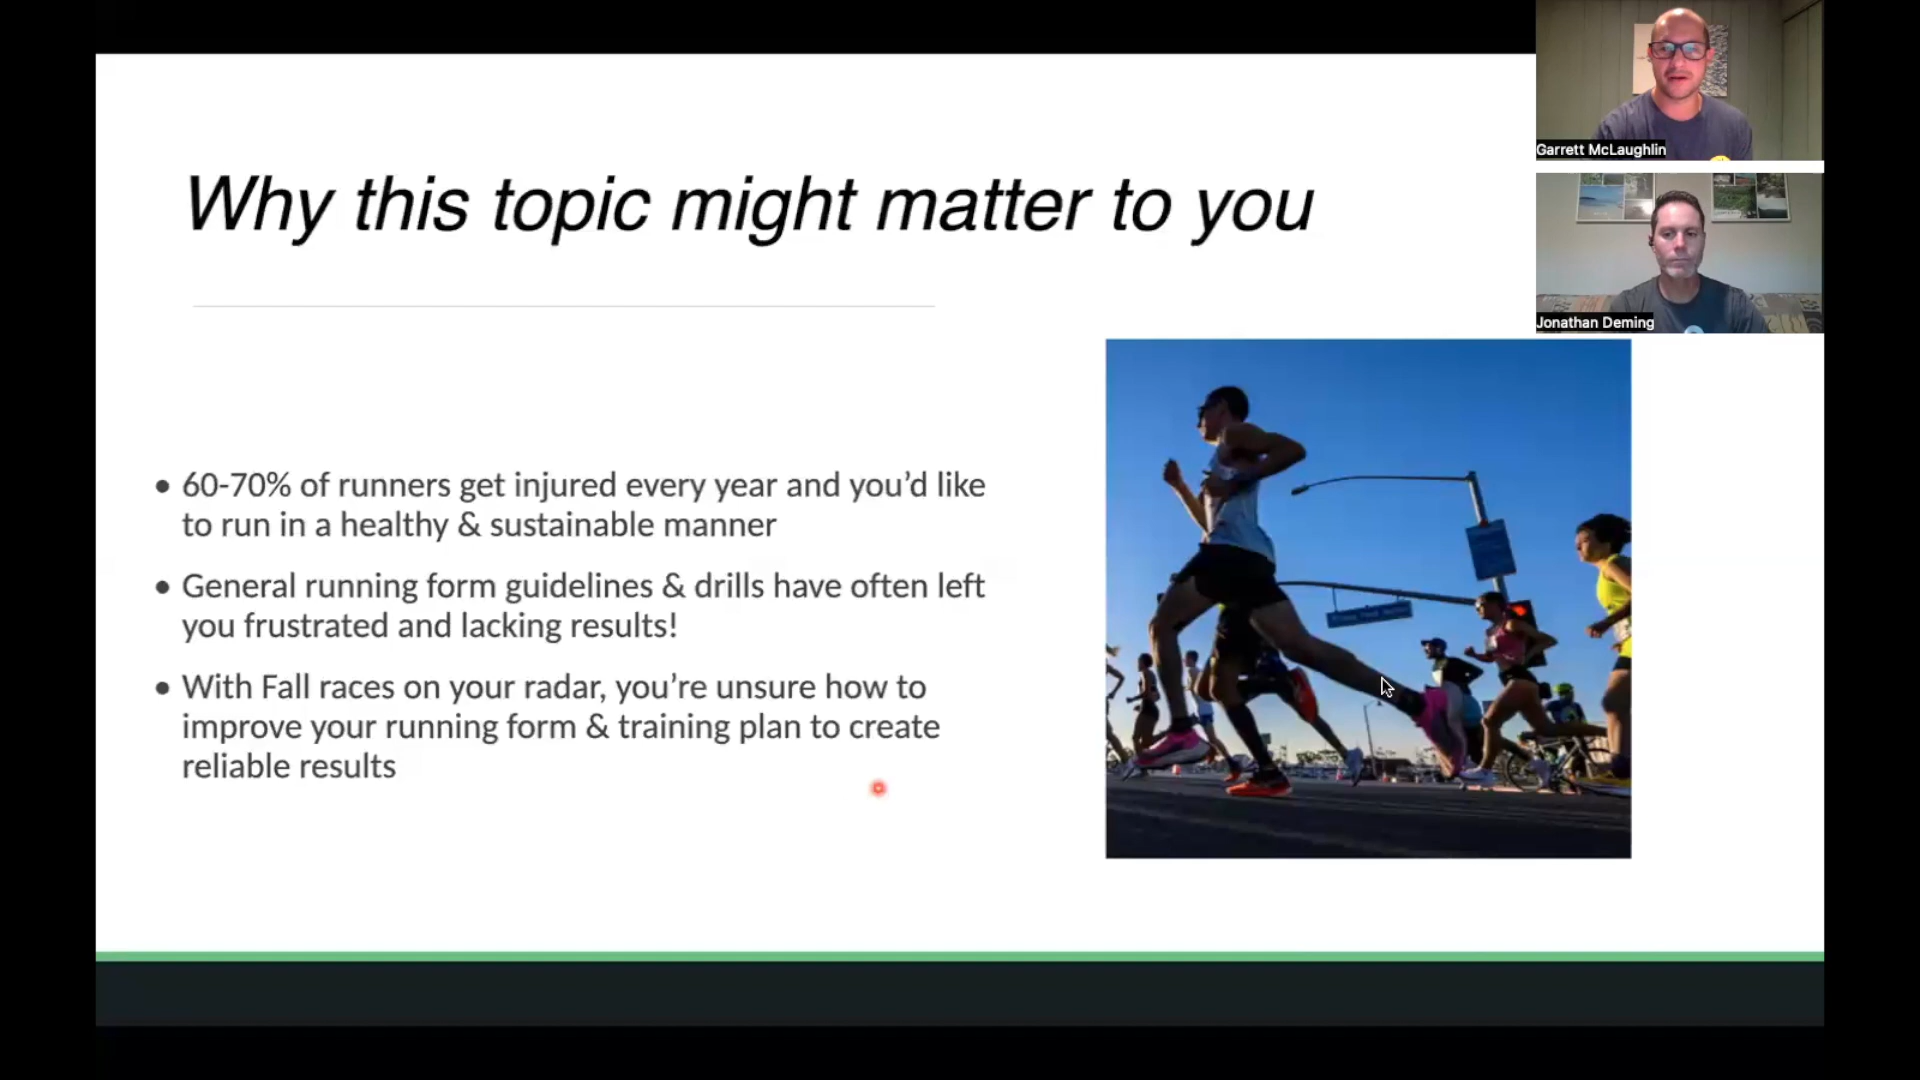 Why this topic might matter to you
• 60-70% of runners get injured every year and you’d like
to run in a healthy & sustainable manner
• General running form guidelines & drills have often left
you frustrated and lacking results!
• With Fall races on your radar, you’re unsure how to
improve your running form & training plan to create
reliable results
Garrett McLaughlin
Jonathan Deming